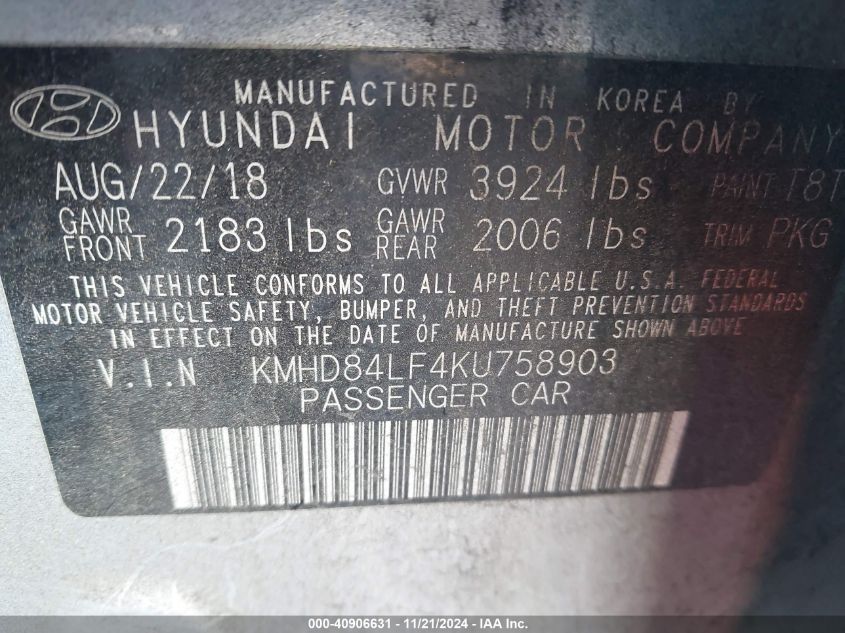 MANUFACTURED IN KOREA BY
HYUNDAI MOTOR COMPANY
AUG/22/18 GVWR 3924 lbs PAINT T8T
GAWR FRONT 2183 lbs GAWR REAR 2006 lbs TRIM PKG
THIS VEHICLE CONFORMS TO ALL APPLICABLE U.S.A. FEDERAL
MOTOR VEHICLE SAFETY, BUMPER, AND THEFT PREVENTION STANDARDS
IN EFFECT ON THE DATE OF MANUFACTURE SHOWN ABOVE
V.I.N KMHD84LF4KU758903
PASSENGER CAR
000-40906631 - 11/21/2024 - IAA Inc.